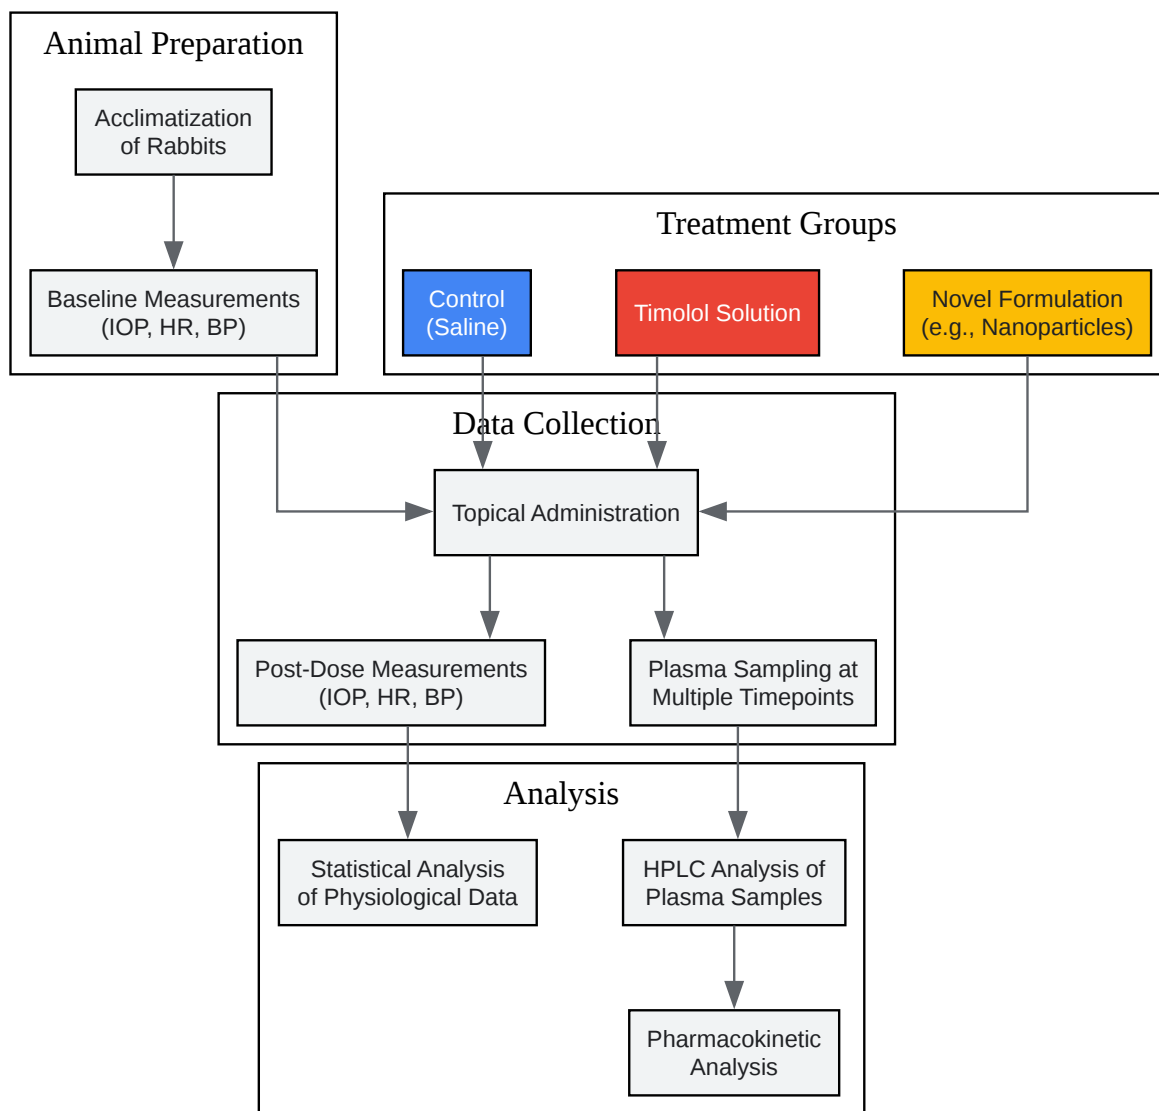 Animal Preparation
Acclimatization
of Rabbits
Baseline Measurements
(IOP, HR, BP)
Treatment Groups
Control
(Saline)
Timolol Solution
Novel Formulation
(e.g., Nanoparticles)
Data Collection
Topical Administration
Post-Dose Measurements
(IOP, HR, BP)
Plasma Sampling at
Multiple Timepoints
Analysis
Statistical Analysis
of Physiological Data
HPLC Analysis of
Plasma Samples
Pharmacokinetic
Analysis